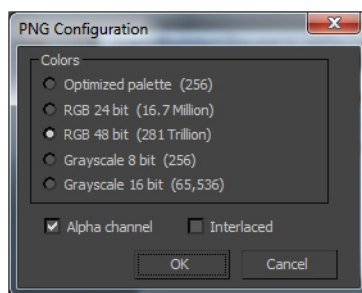 PNG Configuration
Colors
Optimized palette (256)
RGB 24 bit (16.7 Million)
RGB 48 bit (281 Trillion)
Grayscale 8 bit (256)
Grayscale 16 bit (65,536)
Alpha channel Interlaced
OK Cancel